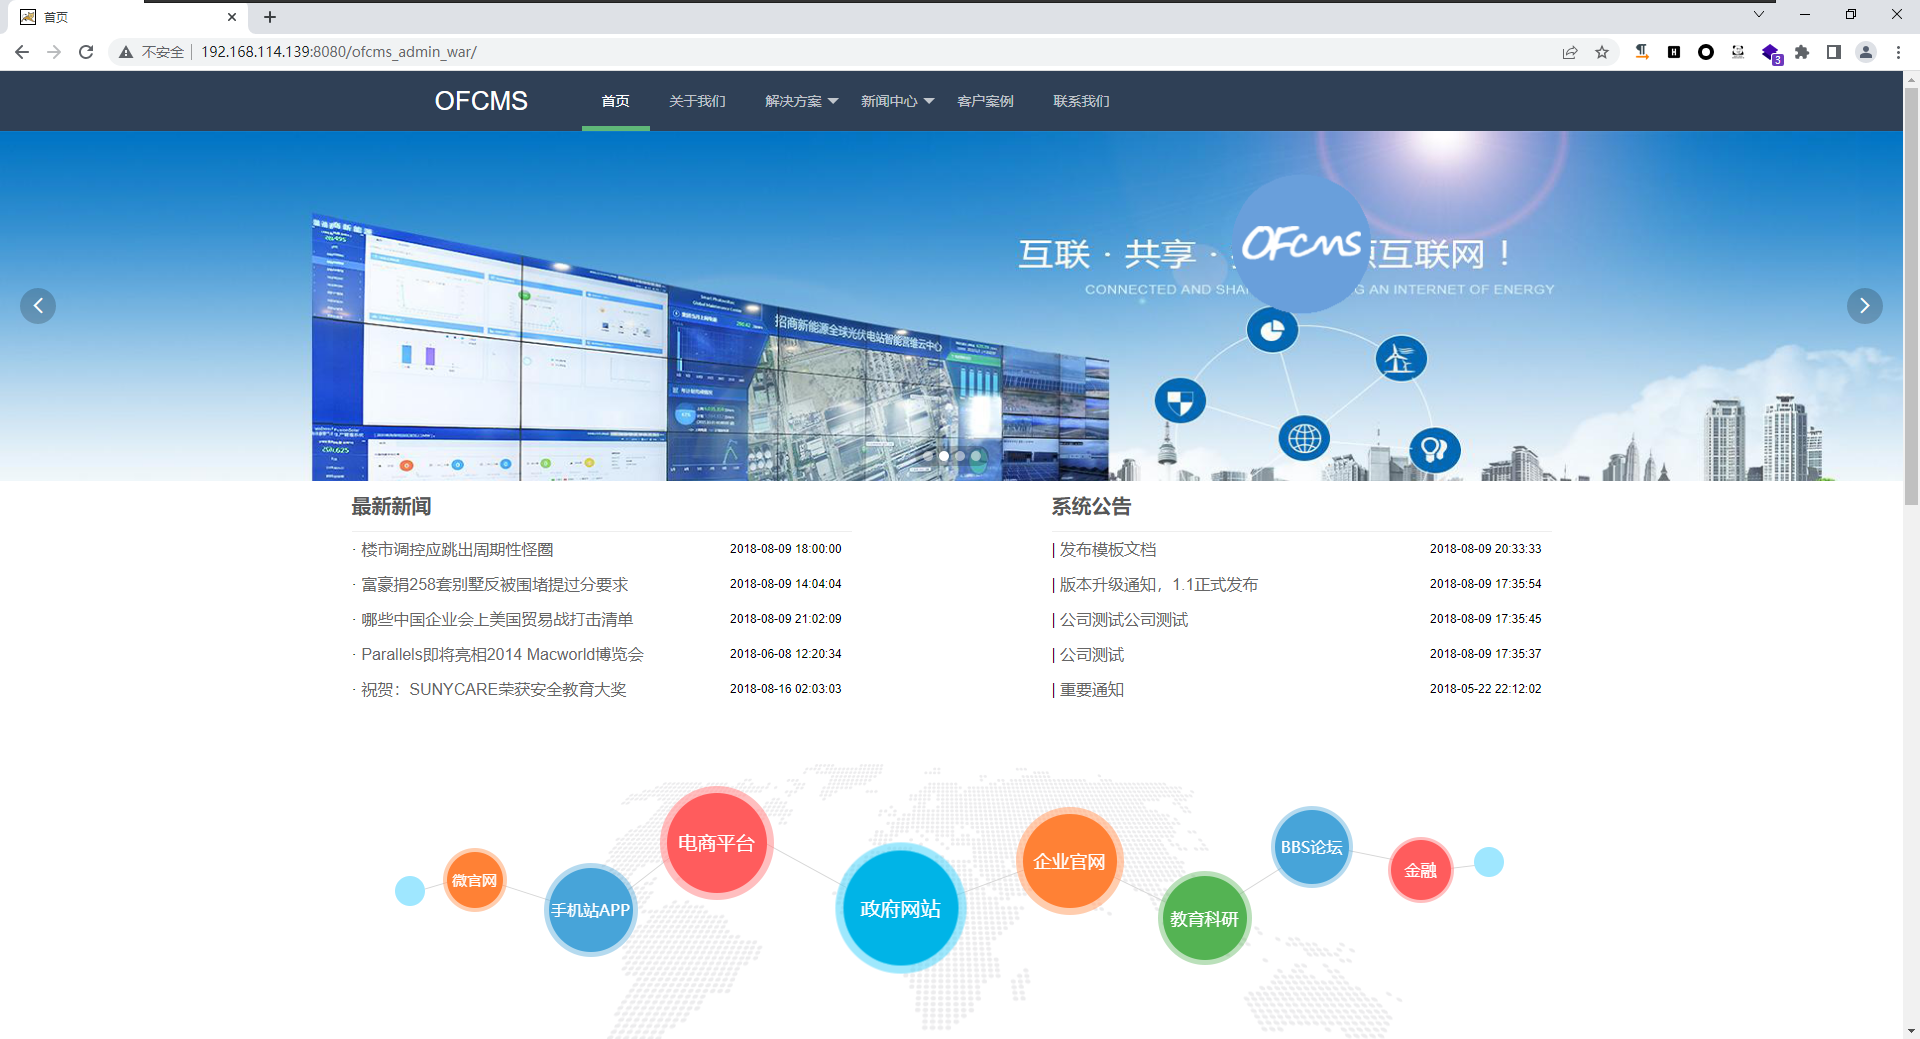 首页
不安全 192.168.114.139:8080/ofcms_admin_war/
3
OFCMS 首页 关于我们 解决方案 新闻中心 客户案例 联系我们
互联 · 共享 · OFcms 互联网！
CONNECTED AND SHA G AN INTERNET OF ENERGY
招商新能源全球光伏电站智能营维云中心
最新新闻
· 楼市调控应跳出周期性怪圈 2018-08-09 18:00:00
· 富豪捐258套别墅反被围堵提过分要求 2018-08-09 14:04:04
· 哪些中国企业会上美国贸易战打击清单 2018-08-09 21:02:09
· Parallels即将亮相2014 Macworld博览会 2018-06-08 12:20:34
· 祝贺：SUNYCARE荣获安全教育大奖 2018-08-16 02:03:03
系统公告
| 发布模板文档 2018-08-09 20:33:33
| 版本升级通知，1.1正式发布 2018-08-09 17:35:54
| 公司测试公司测试 2018-08-09 17:35:45
| 公司测试 2018-08-09 17:35:37
| 重要通知 2018-05-22 22:12:02
微官网
手机站APP
电商平台
政府网站
企业官网
教育科研
BBS论坛
金融